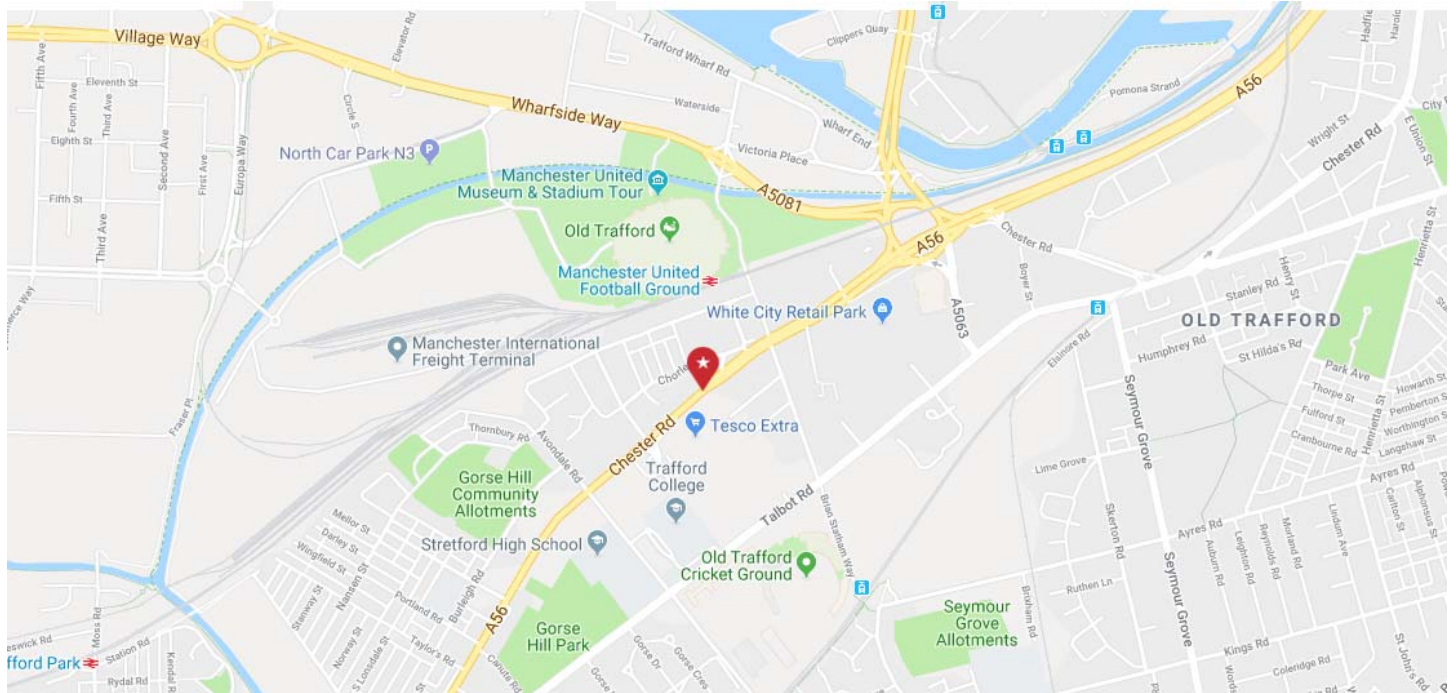 Village Way
Fifth Ave
Eleventh St
Fourth Ave
Third Ave
Second Ave
Eighth St
First Ave
Europa Way
Fifth St
Third Ave
Circle S
Elevator Rd
Wharfside Way
North Car Park N3
P
Trafford Wharf Rd
Waterside
Clippers Quay
Wharf End
Victoria Place
Pomona Strand
A56
Manchester United
Museum & Stadium Tour
A5081
Old Trafford
Manchester United
Football Ground
A56
Chester Rd
Wright St
Chester Rd
E Union St
City
Henrietta St
Boyer St
A5063
Stanley Rd
Henry St
OLD TRAFFORD
Humphrey Rd
St Hilda's Rd
Elsinore Rd
Park Ave
Thorpe St
Howarth St
Fulford St
Pemberton S
Worthington S
Cranbourne Rd
Henrietta St
Langshaw St
Ayres Rd
White City Retail Park
Manchester International
Freight Terminal
Fraser Pl
Tesco Extra
Chester Rd
Thornbury Rd
Avondale Rd
Trafford
College
Gorse Hill
Community
Allotments
Talbot Rd
Brian Statham Way
Seymour Grove
Lime Grove
Skerton Rd
Ayres Rd
Auburn Rd
Leighton Rd
Reynolds Rd
Morland Rd
Lindum Ave
Carlton St
Alphonsus St
Mellor St
Darley St
Wingfield St
Nansen St
Stanway St
Stretford High School
Old Trafford
Cricket Ground
Burleigh Rd
Portland Rd
Taylor's Rd
Norway St
S Lonsdale St
A56
Canute Rd
Gorse
Hill Park
Gorse Dr
Gorse Cres
Ruthen Ln
Brixham Rd
Seymour
Grove
Allotments
Seymour Grove
Kings Rd
Coleridge Rd
St John's
Moss Rd
Station Rd
Rydal Rd
Kendal Rd
fford Park